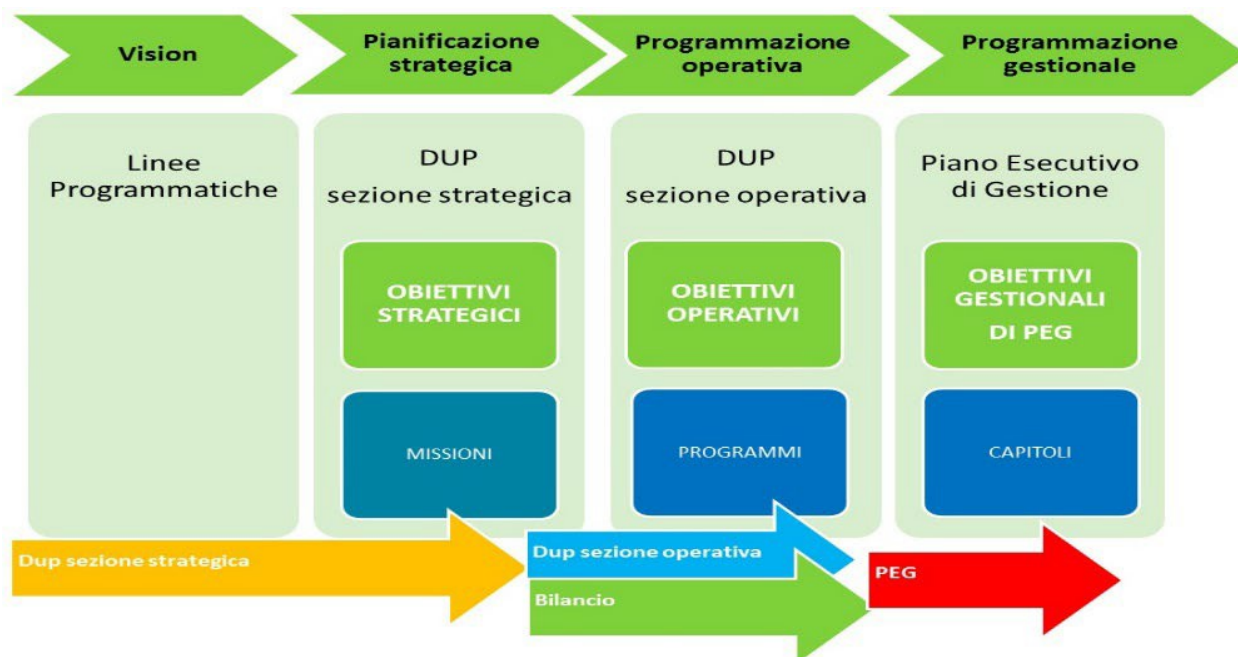 Vision
Pianificazione
strategica
Programmazione
operativa
Programmazione
gestionale
Linee
Programmatiche
DUP
sezione strategica
OBIETTIVI
STRATEGICI
MISSIONI
DUP
sezione operativa
OBIETTIVI
OPERATIVI
PROGRAMMI
Piano Esecutivo
di Gestione
OBIETTIVI
GESTIONALI
DI PEG
CAPITOLI
Dup sezione strategica
Dup sezione operativa
Bilancio
PEG